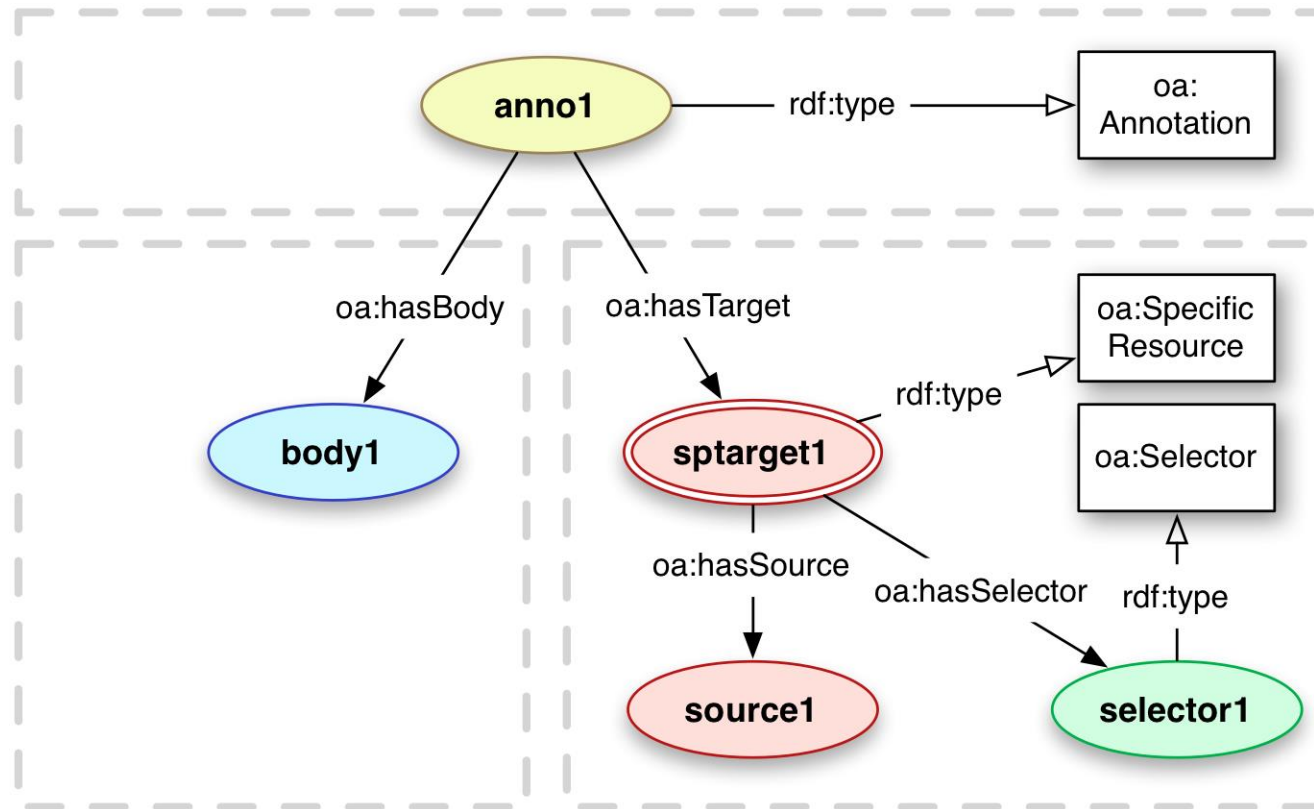 anno1
rdf:type
oa:
Annotation
oa:hasBody
oa:hasTarget
oa:Specific
Resource
rdf:type
body1
sptarget1
oa:Selector
oa:hasSource
oa:hasSelector
rdf:type
source1
selector1